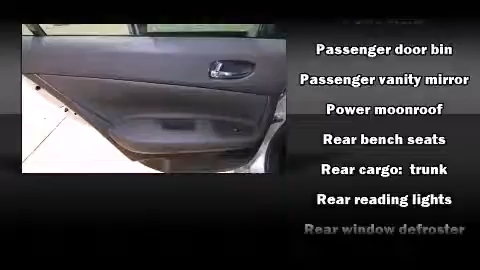 Passenger door bin
Passenger vanity mirror
Power moonroof
Rear bench seats
Rear cargo: trunk
Rear reading lights
Rear window defroster